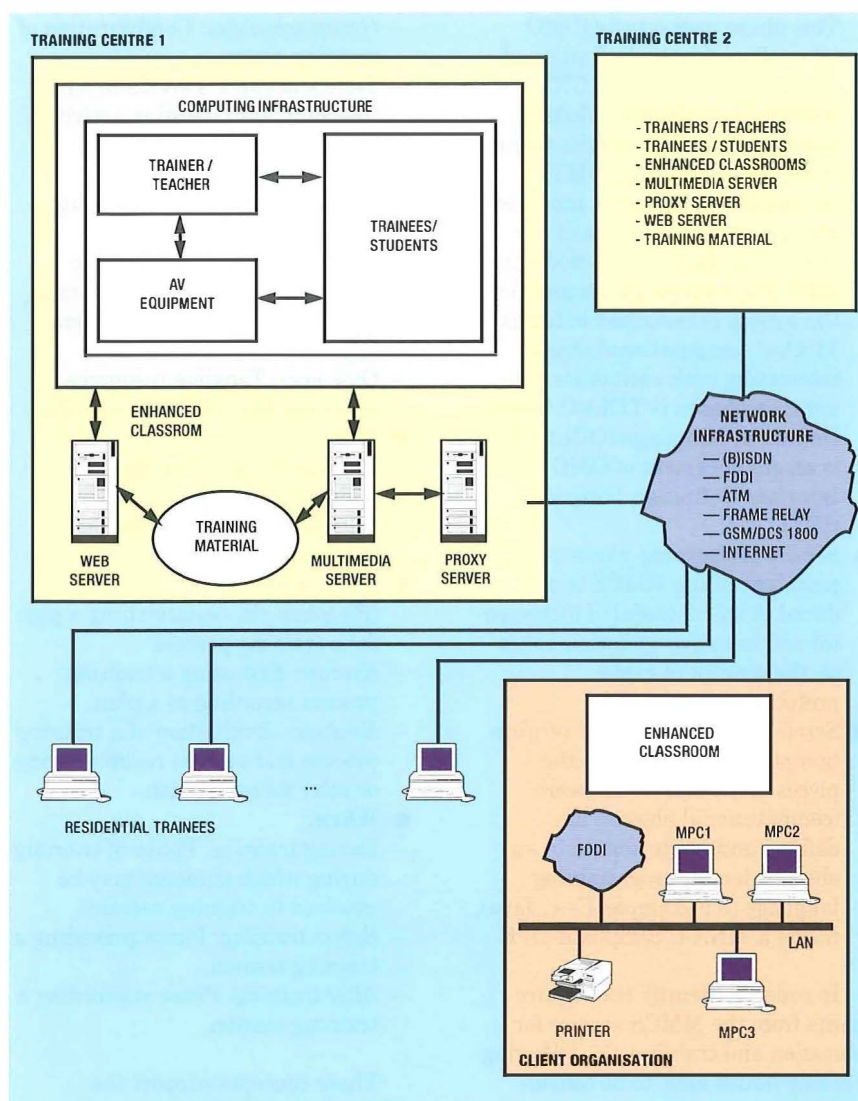 TRAINING CENTRE 1
COMPUTING INFRASTRUCTURE
TRAINER /
TEACHER
TRAINEES/
STUDENTS
AV
EQUIPMENT
ENHANCED
CLASSROM
WEB
SERVER
TRAINING
MATERIAL
MULTIMEDIA
SERVER
PROXY
SERVER
TRAINING CENTRE 2
- TRAINERS / TEACHERS
- TRAINEES / STUDENTS
- ENHANCED CLASSROOMS
- MULTIMEDIA SERVER
- PROXY SERVER
- WEB SERVER
- TRAINING MATERIAL
NETWORK
INFRASTRUCTURE
— (B)ISDN
— FDDI
— ATM
— FRAME RELAY
— GSM/DCS 1800
— INTERNET
...
RESIDENTIAL TRAINEES
ENHANCED
CLASSROOM
FDDI
MPC1
MPC2
LAN
PRINTER
MPC3
CLIENT ORGANISATION